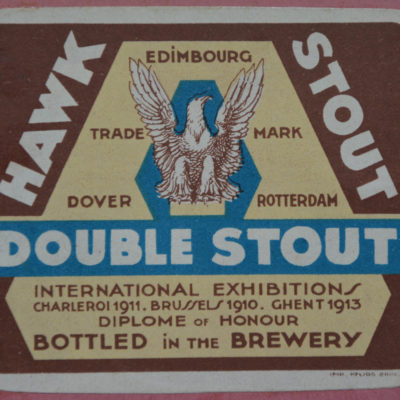 HAWK
STOUT
EDiMBOURG
TRADE MARK
DOVER ROTTERDAM
DOUBLE STOUT
INTERNATIONAL EXHIBITIONS
CHARLEROI 1911. BRUSSELS 1910. GHENT 1913
DIPLOME OF HONOUR
BOTTLED iN THE BREWERY